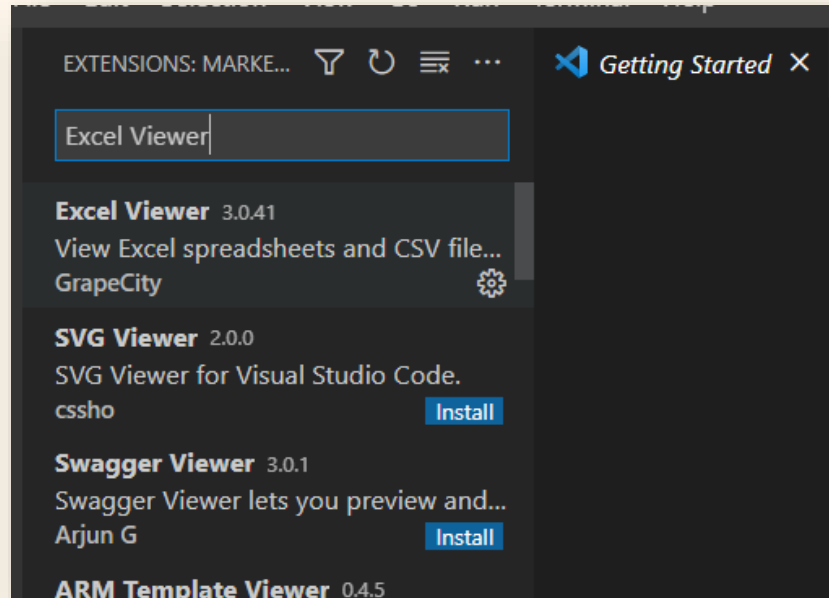 EXTENSIONS: MARKE...
Getting Started
Excel Viewer
Excel Viewer 3.0.41
View Excel spreadsheets and CSV file...
GrapeCity
SVG Viewer 2.0.0
SVG Viewer for Visual Studio Code.
cssho
Install
Swagger Viewer 3.0.1
Swagger Viewer lets you preview and...
Arjun G
Install
ARM Template Viewer 0.4.5